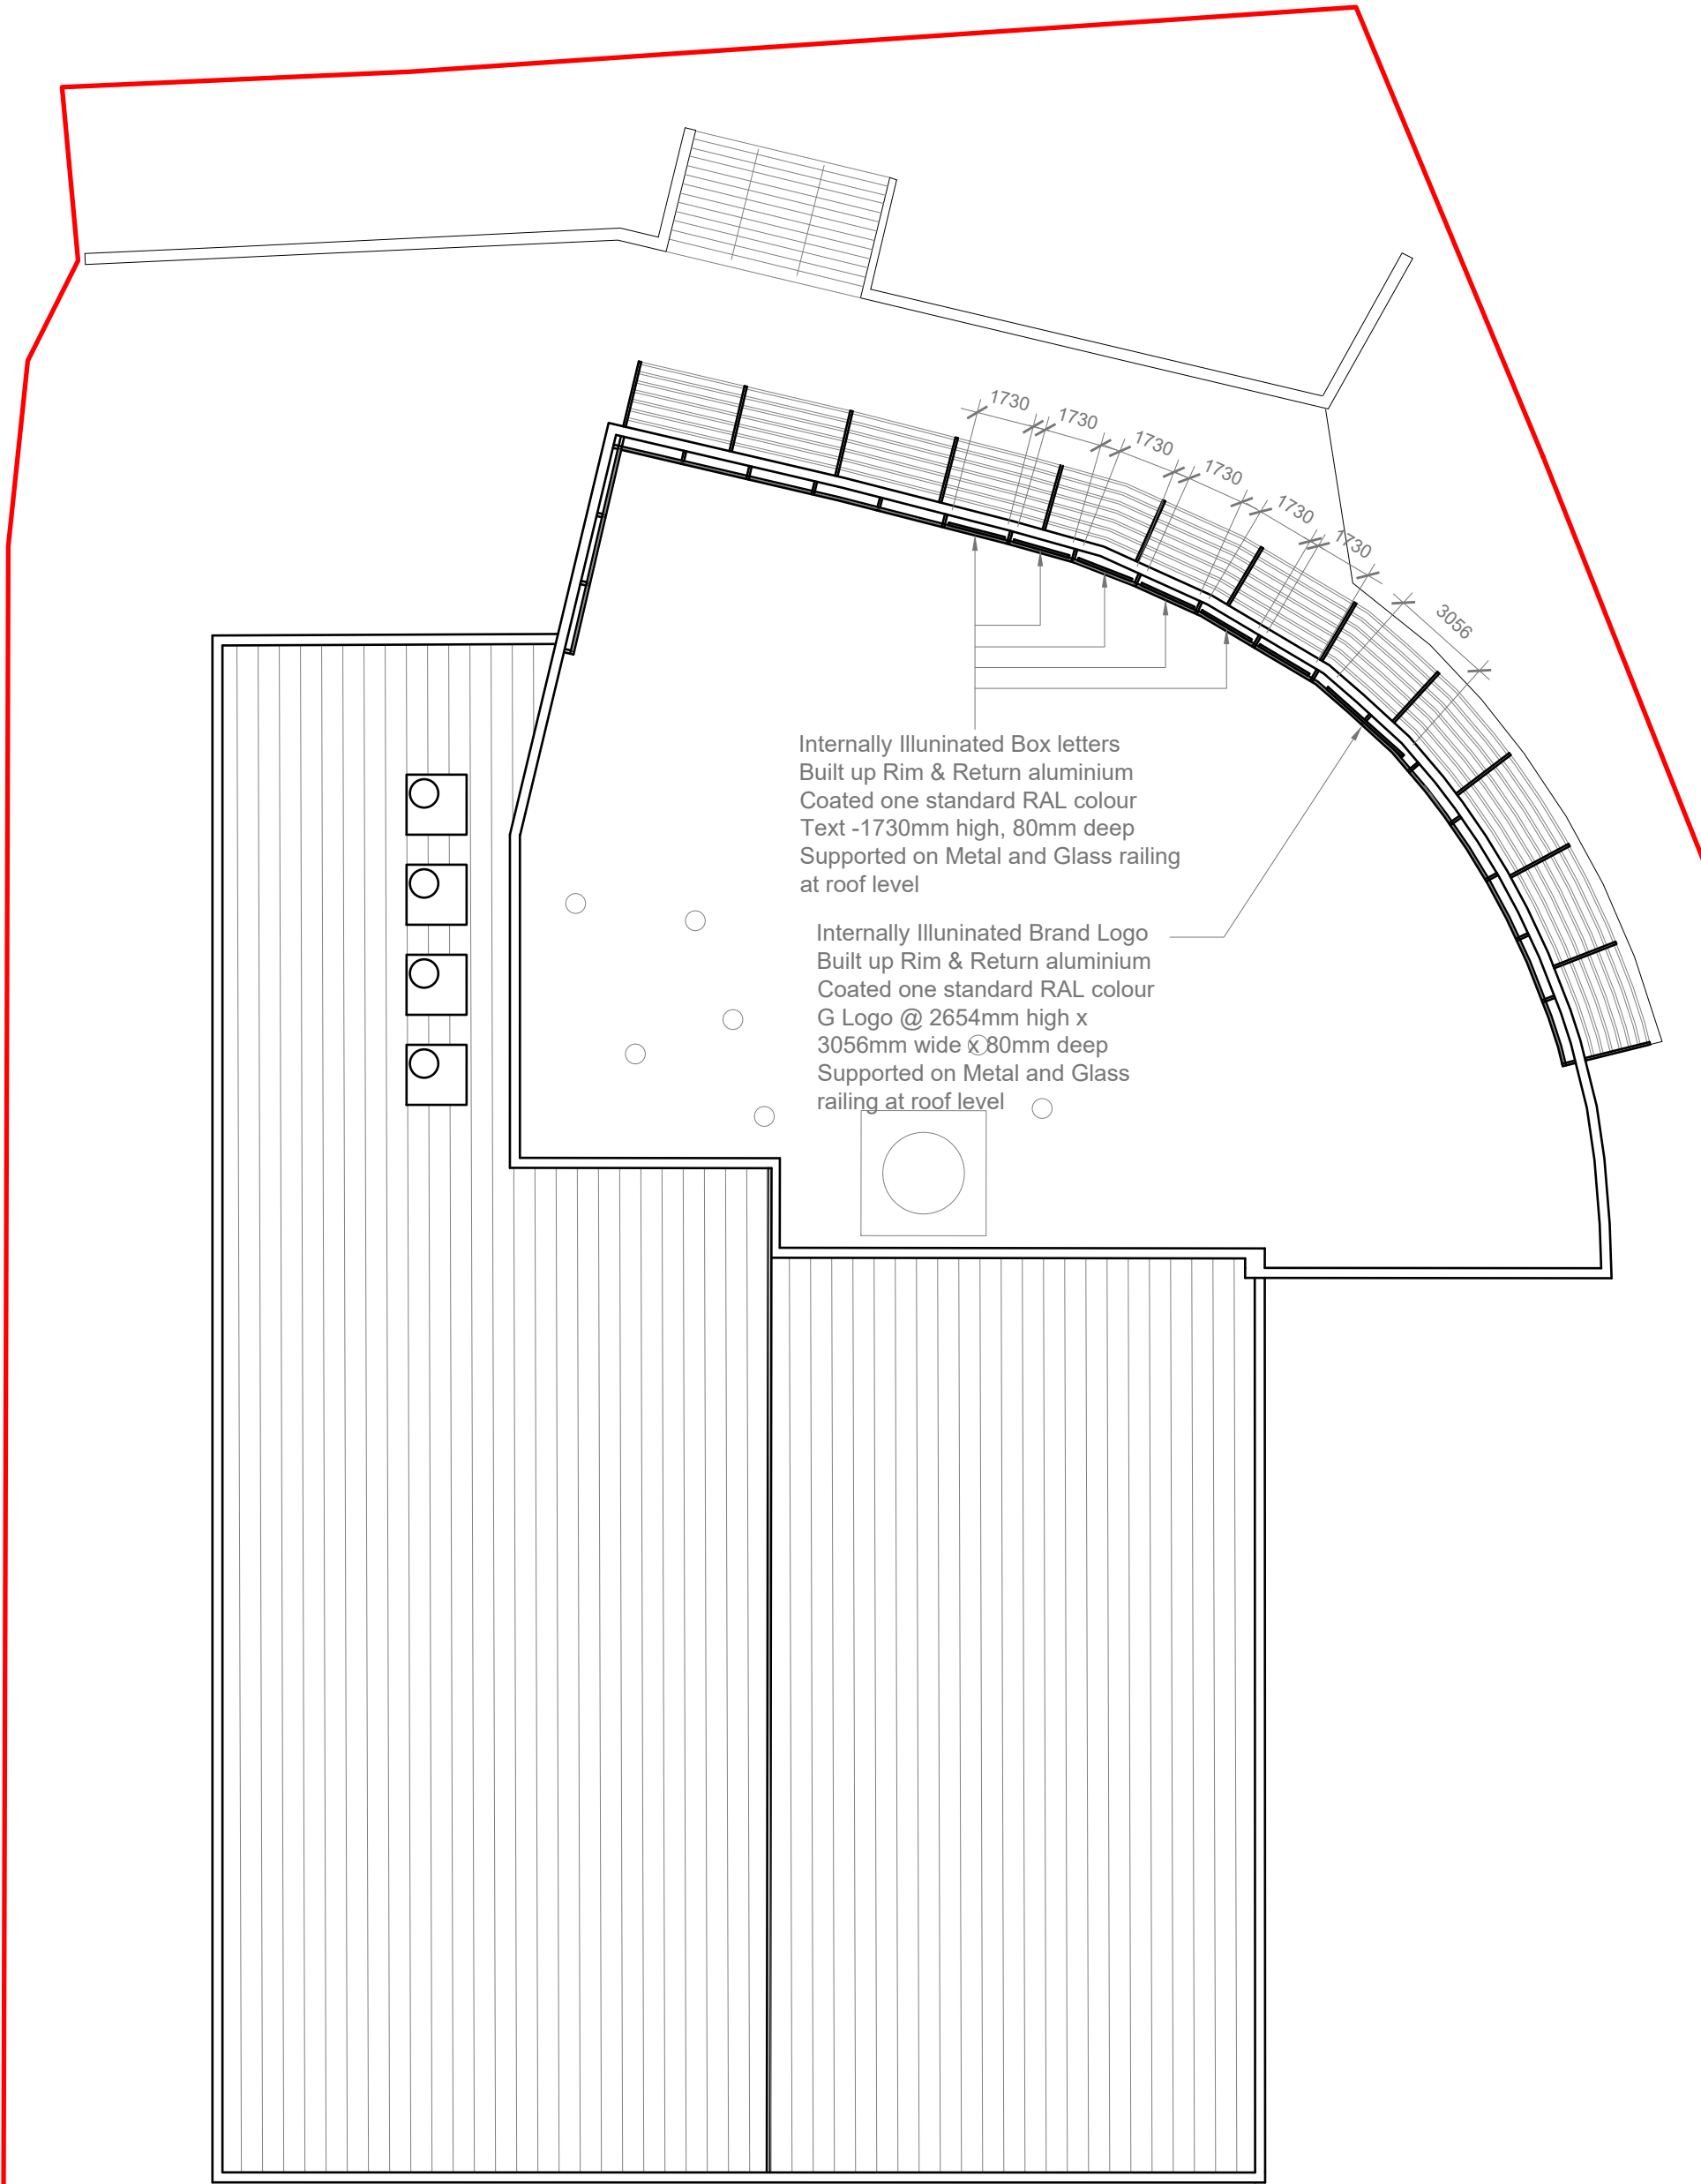 1730
1730
1730
1730
1730
1730
3056
Internally Illuninated Box letters
Built up Rim & Return aluminium
Coated one standard RAL colour
Text -1730mm high, 80mm deep
Supported on Metal and Glass railing
at roof level
Internally Illuninated Brand Logo
Built up Rim & Return aluminium
Coated one standard RAL colour
G Logo @ 2654mm high x
3056mm wide x 80mm deep
Supported on Metal and Glass
railing at roof level